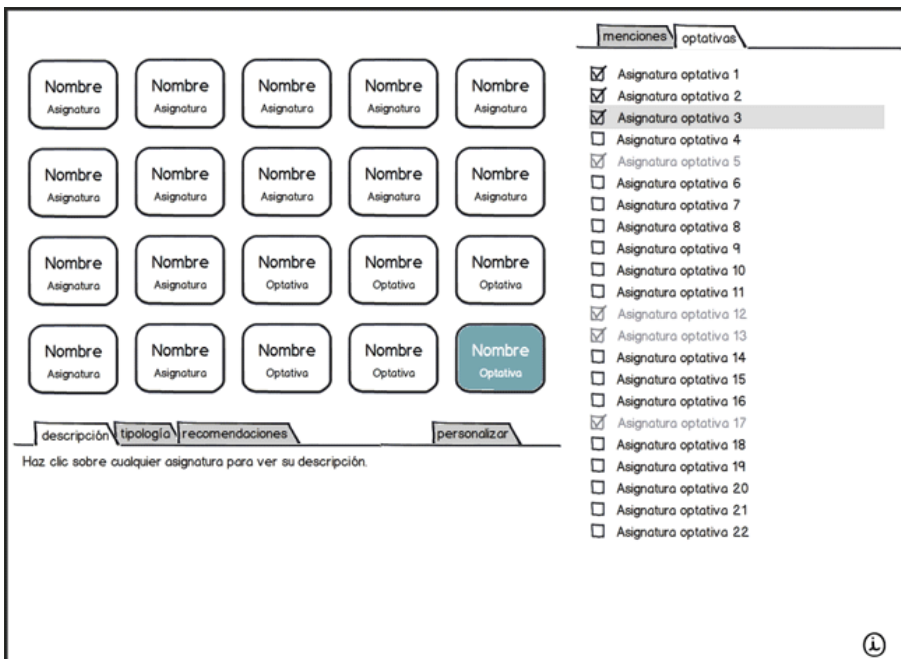 menciones optativas
Nombre Nombre Nombre Nombre Nombre
Asignatura Asignatura Asignatura Asignatura Asignatura
Nombre Nombre Nombre Nombre Nombre
Asignatura Asignatura Asignatura Asignatura Asignatura
Nombre Nombre Nombre Nombre Nombre
Asignatura Asignatura Optativa Optativa Optativa
Nombre Nombre Nombre Nombre Nombre
Asignatura Asignatura Optativa Optativa Optativa
descripción tipología recomendaciones personalizar
Haz clic sobre cualquier asignatura para ver su descripción.
Asignatura optativa 1
Asignatura optativa 2
Asignatura optativa 3
Asignatura optativa 4
Asignatura optativa 5
Asignatura optativa 6
Asignatura optativa 7
Asignatura optativa 8
Asignatura optativa 9
Asignatura optativa 10
Asignatura optativa 11
Asignatura optativa 12
Asignatura optativa 13
Asignatura optativa 14
Asignatura optativa 15
Asignatura optativa 16
Asignatura optativa 17
Asignatura optativa 18
Asignatura optativa 19
Asignatura optativa 20
Asignatura optativa 21
Asignatura optativa 22
i